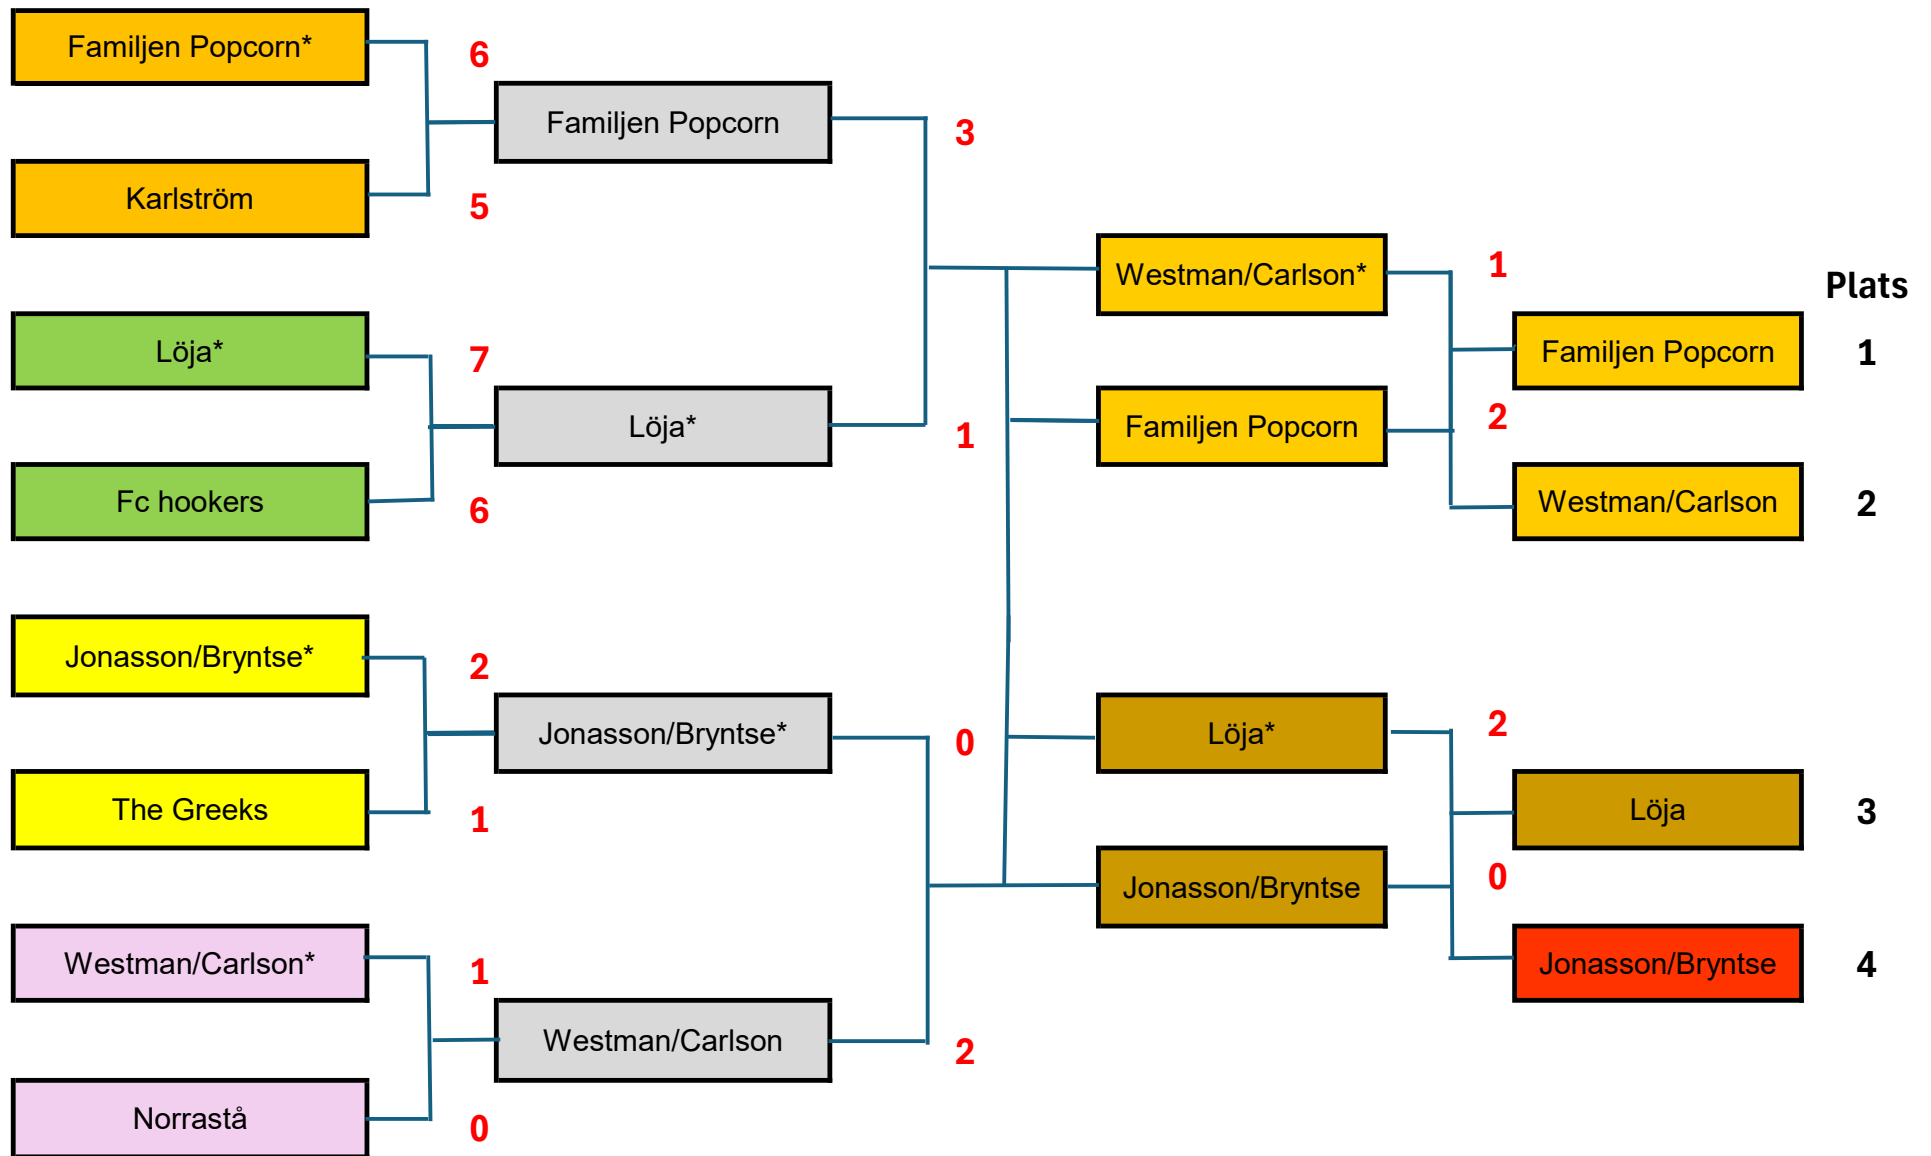 Familjen Popcorn*
6
Familjen Popcorn
3
Karlström
5
Westman/Carlson*
1
Plats
Löja*
7
Familjen Popcorn
1
Löja*
1
Familjen Popcorn
2
Fc hookers
6
Westman/Carlson
2
Jonasson/Bryntse*
2
Jonasson/Bryntse*
0
Löja*
2
The Greeks
1
Löja
3
Jonasson/Bryntse
0
Westman/Carlson*
1
Jonasson/Bryntse
4
Westman/Carlson
2
Norrastå
0